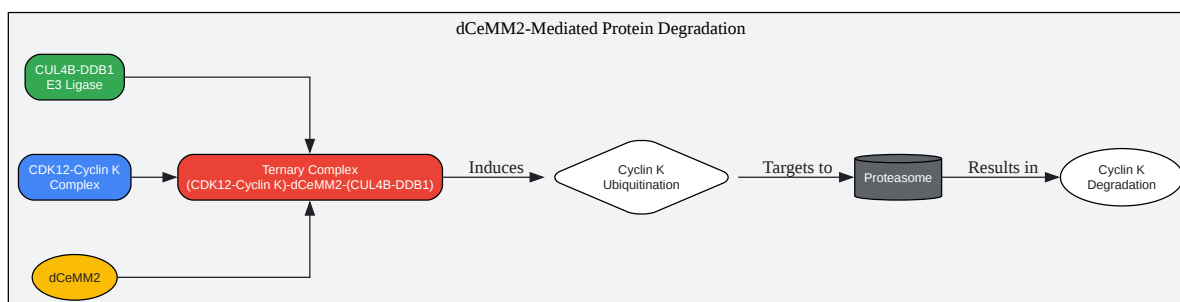 dCeMM2-Mediated Protein Degradation
CUL4B-DDB1
E3 Ligase
CDK12-Cyclin K
Complex
Ternary Complex
(CDK12-Cyclin K)-dCeMM2-(CUL4B-DDB1)
Induces
Cyclin K
Ubiquitination
Targets to
Proteasome
Results in
Cyclin K
Degradation
dCeMM2